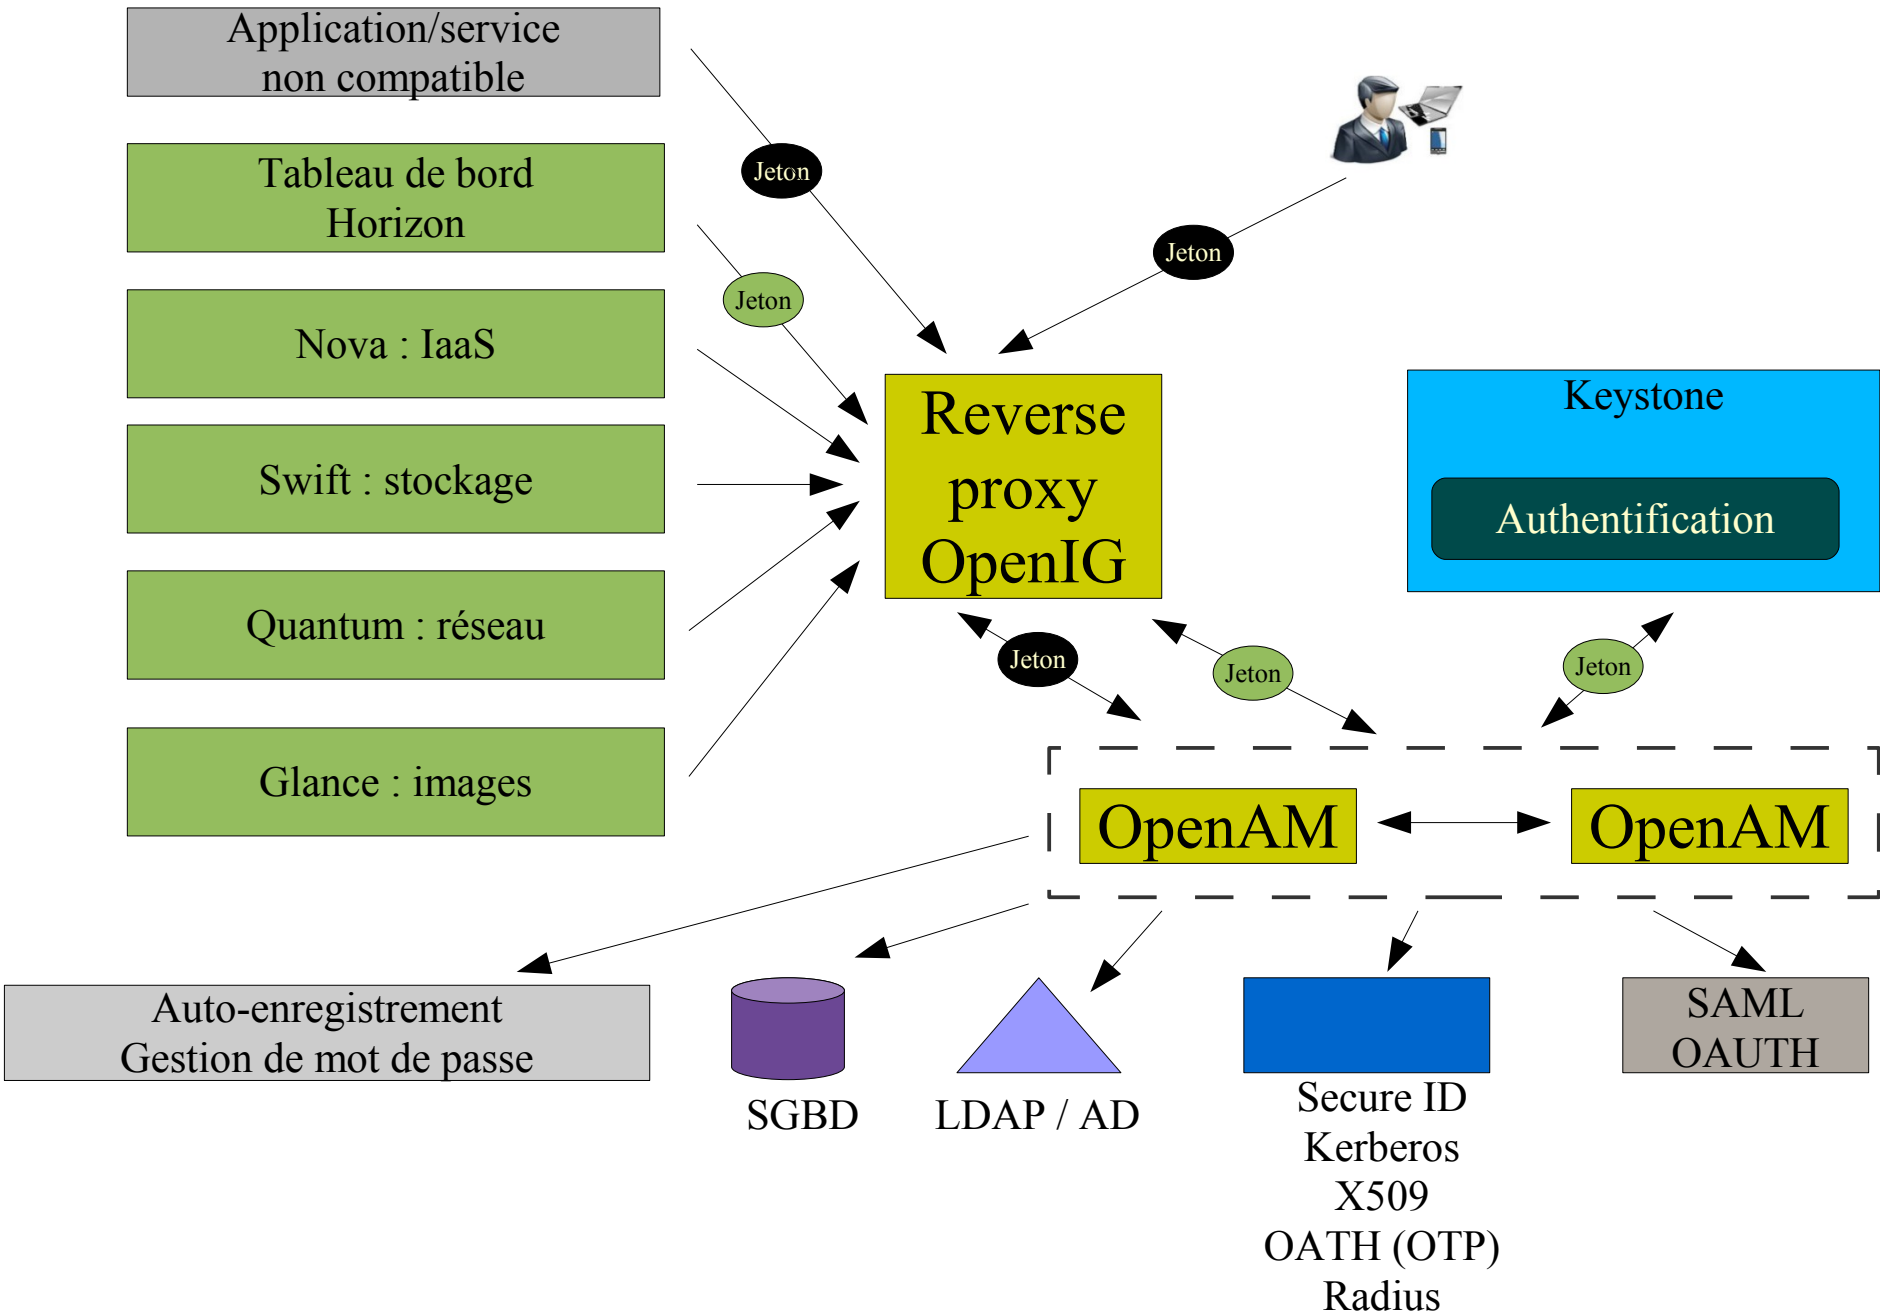 Application/service
non compatible
Tableau de bord
Horizon
Jeton
Jeton
Jeton
Nova : IaaS
Swift : stockage
Quantum : réseau
Glance : images
Reverse
proxy
OpenIG
Keystone
Authentification
Jeton
Jeton
Jeton
OpenAM
OpenAM
Auto-enregistrement
Gestion de mot de passe
SGBD
LDAP / AD
Secure ID
Kerberos
X509
OATH (OTP)
Radius
SAML
OAUTH